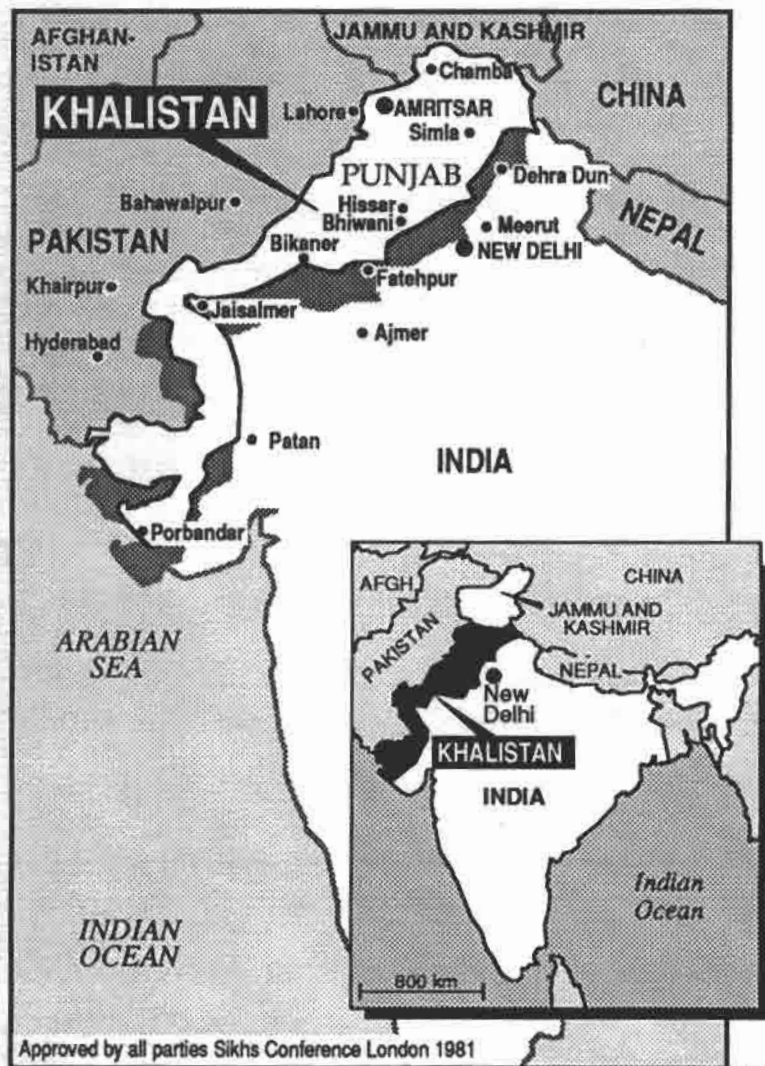 AFGHAN-
ISTAN
JAMMU AND KASHMIR
Chamba
CHINA
KHALISTAN
Lahore
AMRITSAR
Simla
PUNJAB
Dehra Dun
Bahawalpur
Hissar
Bhiwani
Meerut
NEPAL
PAKISTAN
Bikaner
NEW DELHI
Khairpur
Fatehpur
Jaisalmer
Hyderabad
Ajmer
Patan
INDIA
Porbandar
ARABIAN
SEA
INDIAN
OCEAN
AFGH.
CHINA
JAMMU AND
KASHMIR
PAKISTAN
NEPAL
New
Delhi
KHALISTAN
INDIA
Indian
Ocean
800 km
Approved by all parties Sikhs Conference London 1981